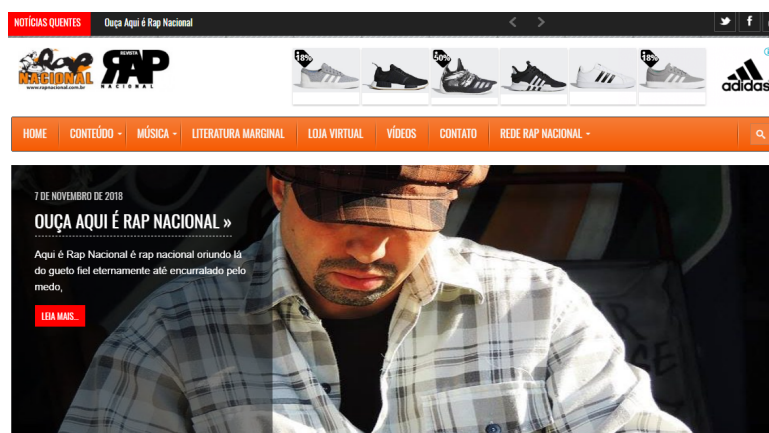 NOTÍCIAS QUENTES Ouça Aqui é Rap Nacional
Rap
NACIONAL
www.rapnacional.com.br
REVISTA
RAP
NACIONAL
18%
50%
18%
adidas
HOME CONTEÚDO MÚSICA LITERATURA MARGINAL LOJA VIRTUAL VÍDEOS CONTATO REDE RAP NACIONAL
7 DE NOVEMBRO DE 2018
OUÇA AQUI É RAP NACIONAL »
Aqui é Rap Nacional é rap nacional oriundo lá
do gueto fiel eternamente até encurralado pelo
medo,
LEIA MAIS...